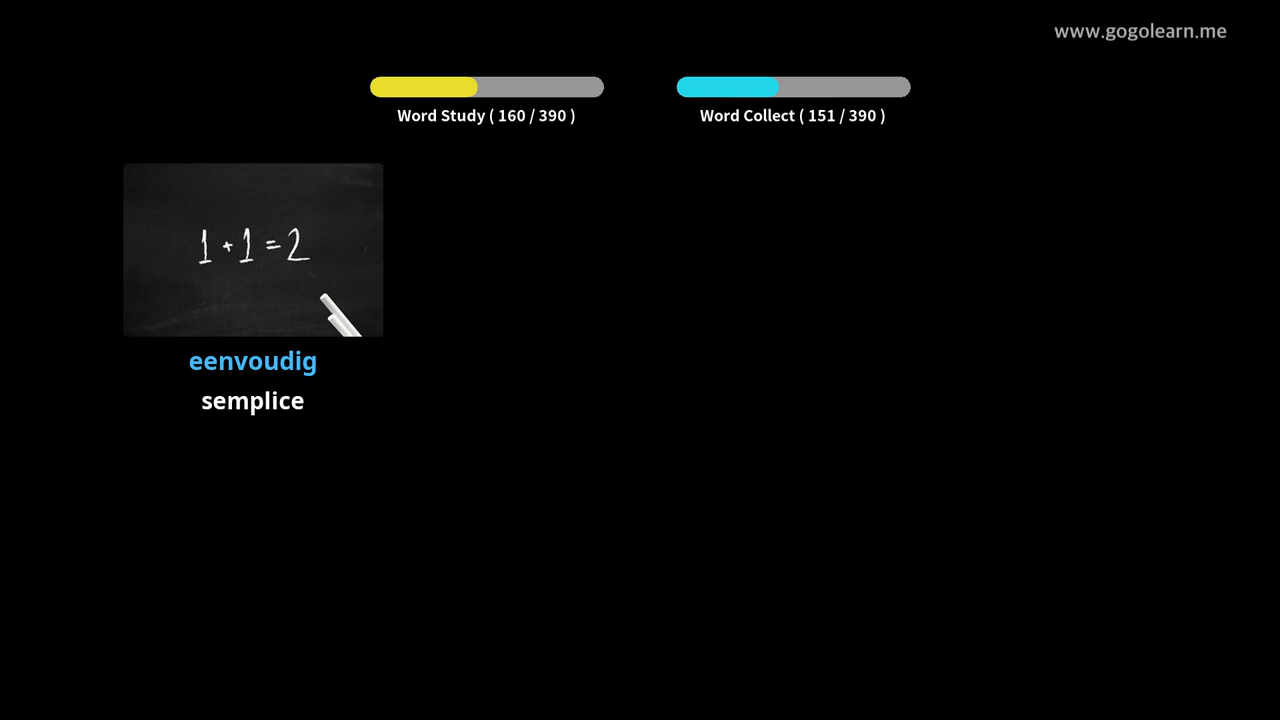 www.gogolearn.me
Word Study ( 160 / 390 )
Word Collect ( 151 / 390 )
1 + 1 = 2
eenvoudig
semplice